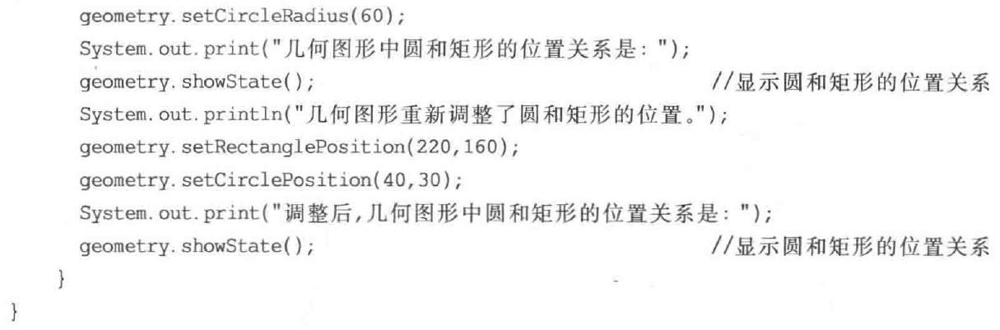 geometry.setCircleRadius(60);
System.out.print("几何图形中圆和矩形的位置关系是：");
geometry.showState(); //显示圆和矩形的位置关系
System.out.println("几何图形重新调整了圆和矩形的位置。");
geometry.setRectanglePosition(220,160);
geometry.setCirclePosition(40,30);
System.out.print("调整后,几何图形中圆和矩形的位置关系是：");
geometry.showState(); //显示圆和矩形的位置关系
}
}